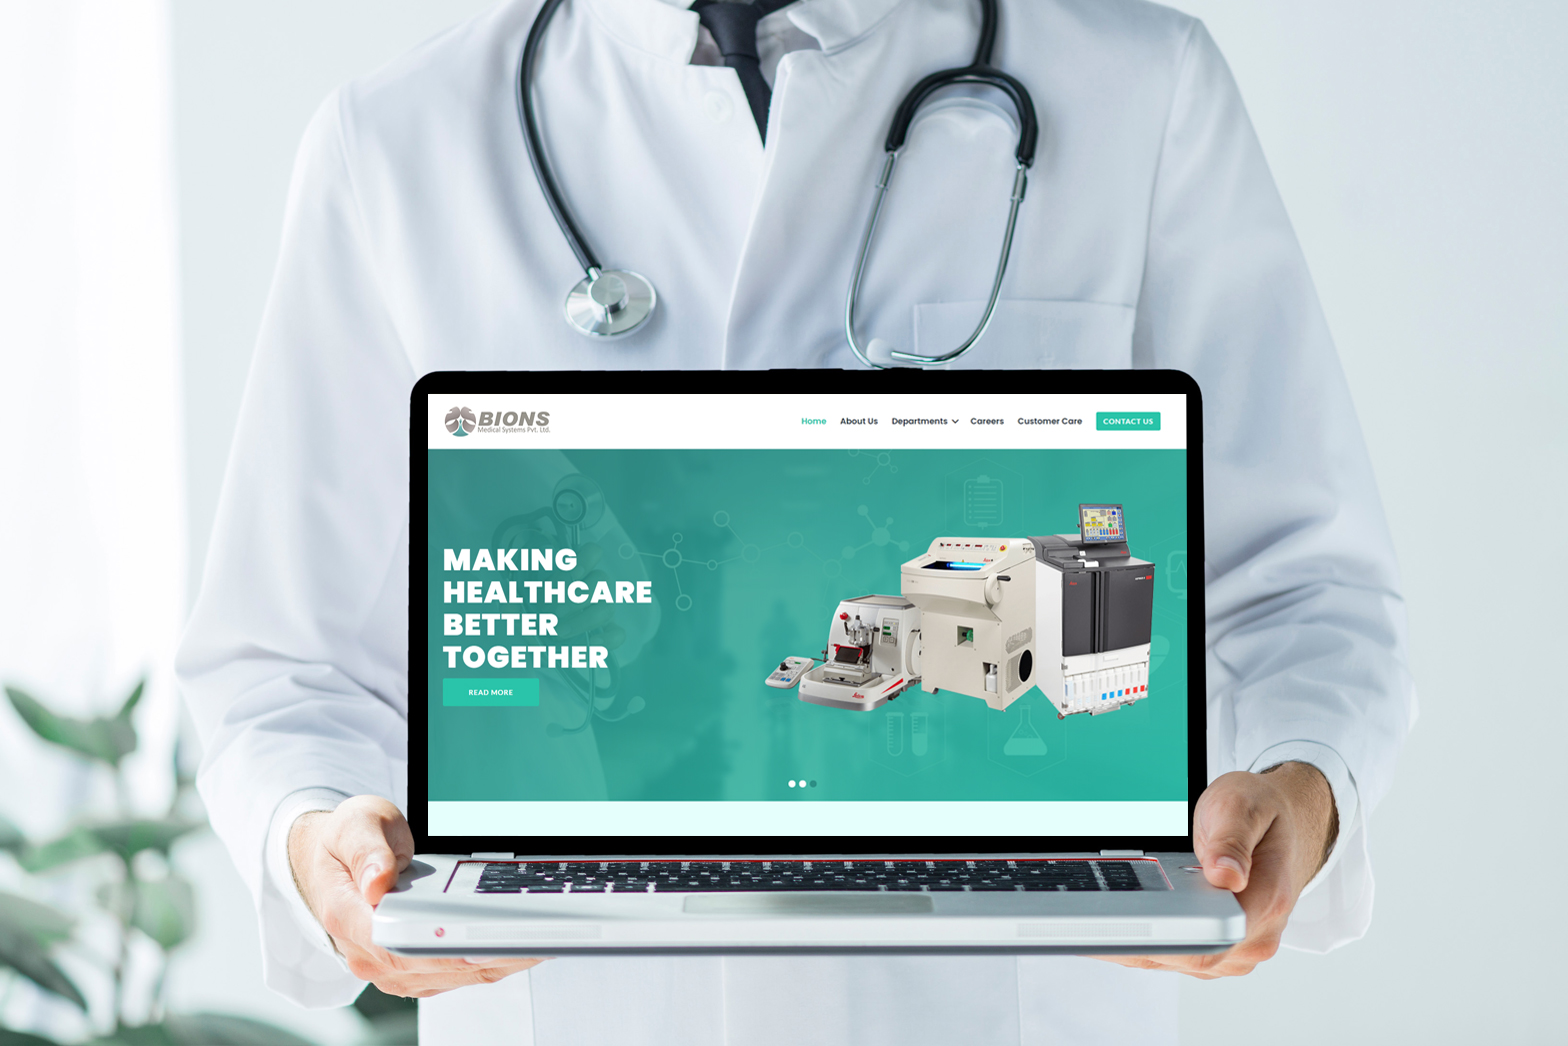 BIONS
Medical Systems Pvt. Ltd.
Home About Us Departments Careers Customer Care CONTACT US
MAKING
HEALTHCARE
BETTER
TOGETHER
READ MORE